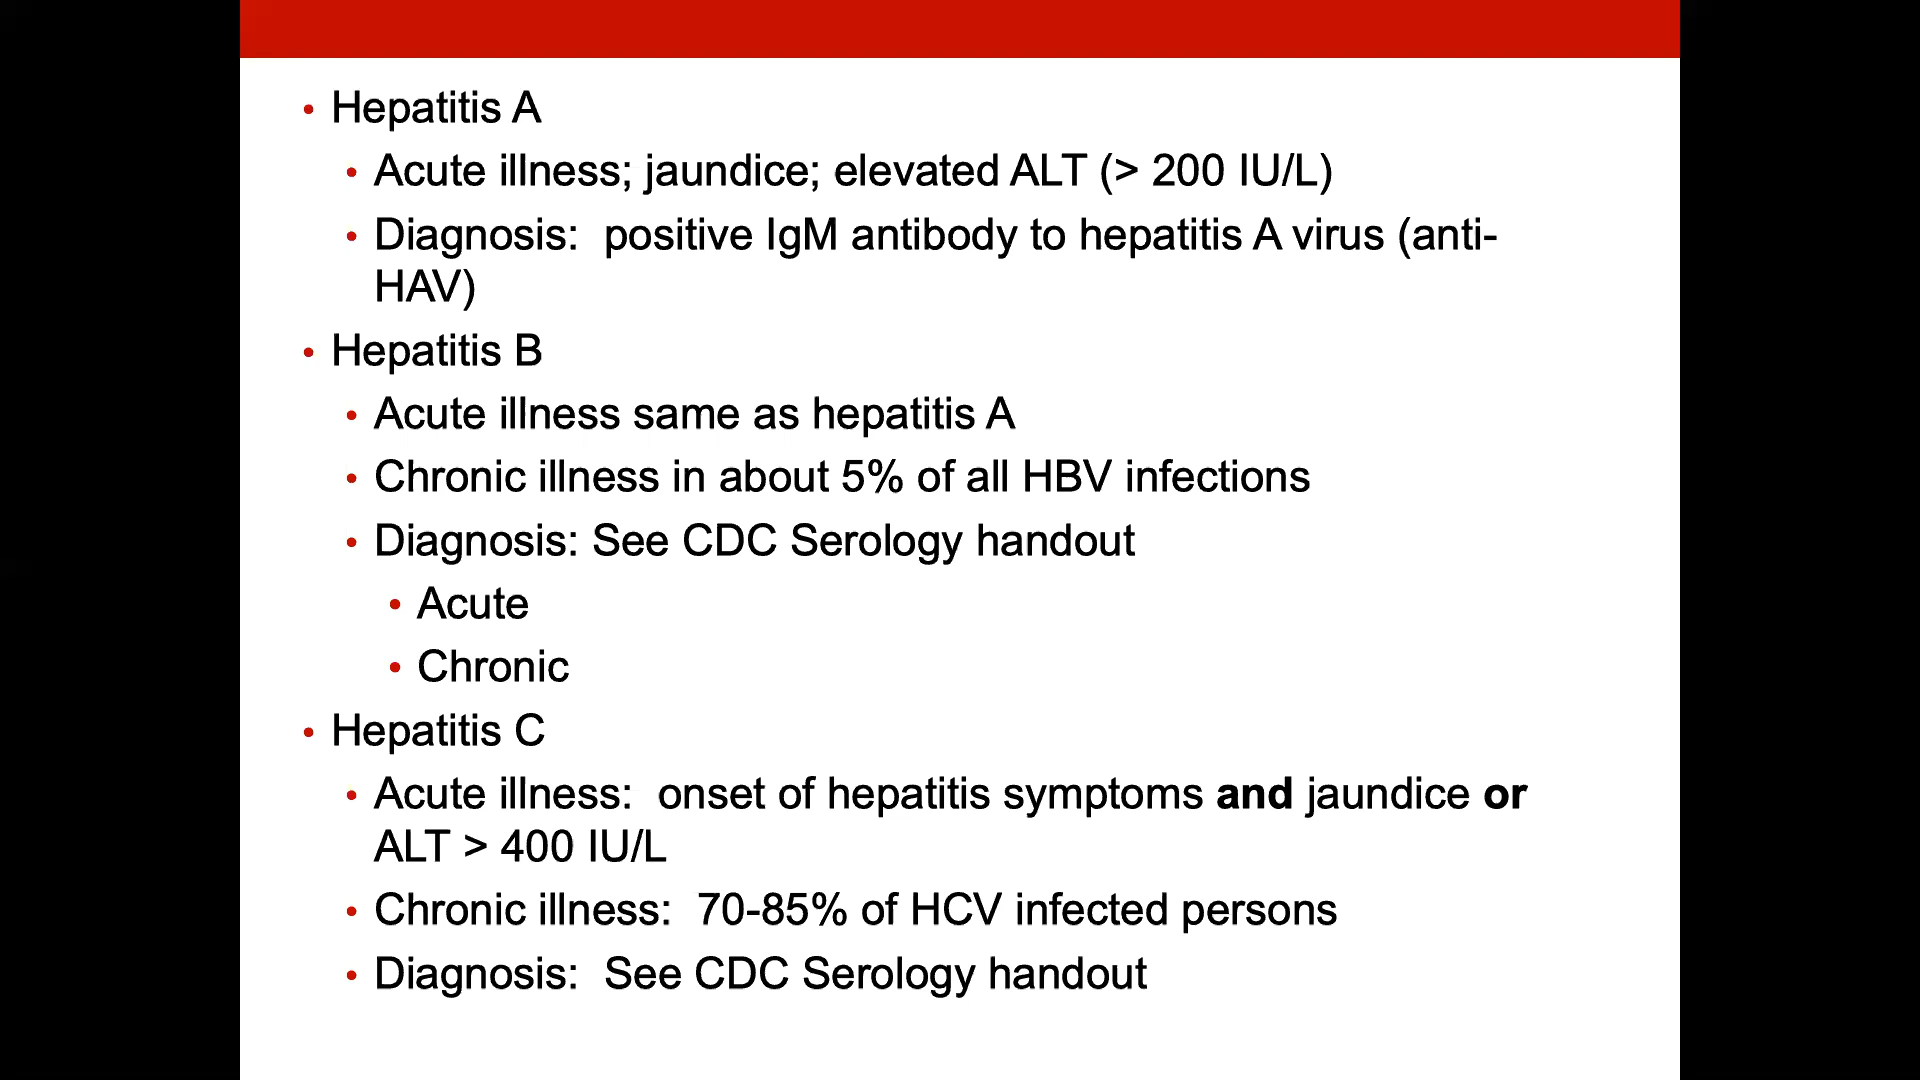 • Hepatitis A
• Acute illness; jaundice; elevated ALT (> 200 IU/L)
• Diagnosis:  positive IgM antibody to hepatitis A virus (anti-
HAV)
• Hepatitis B
• Acute illness same as hepatitis A
• Chronic illness in about 5% of all HBV infections
• Diagnosis: See CDC Serology handout
• Acute
• Chronic
• Hepatitis C
• Acute illness:  onset of hepatitis symptoms and jaundice or
ALT > 400 IU/L
• Chronic illness:  70-85% of HCV infected persons
• Diagnosis:  See CDC Serology handout